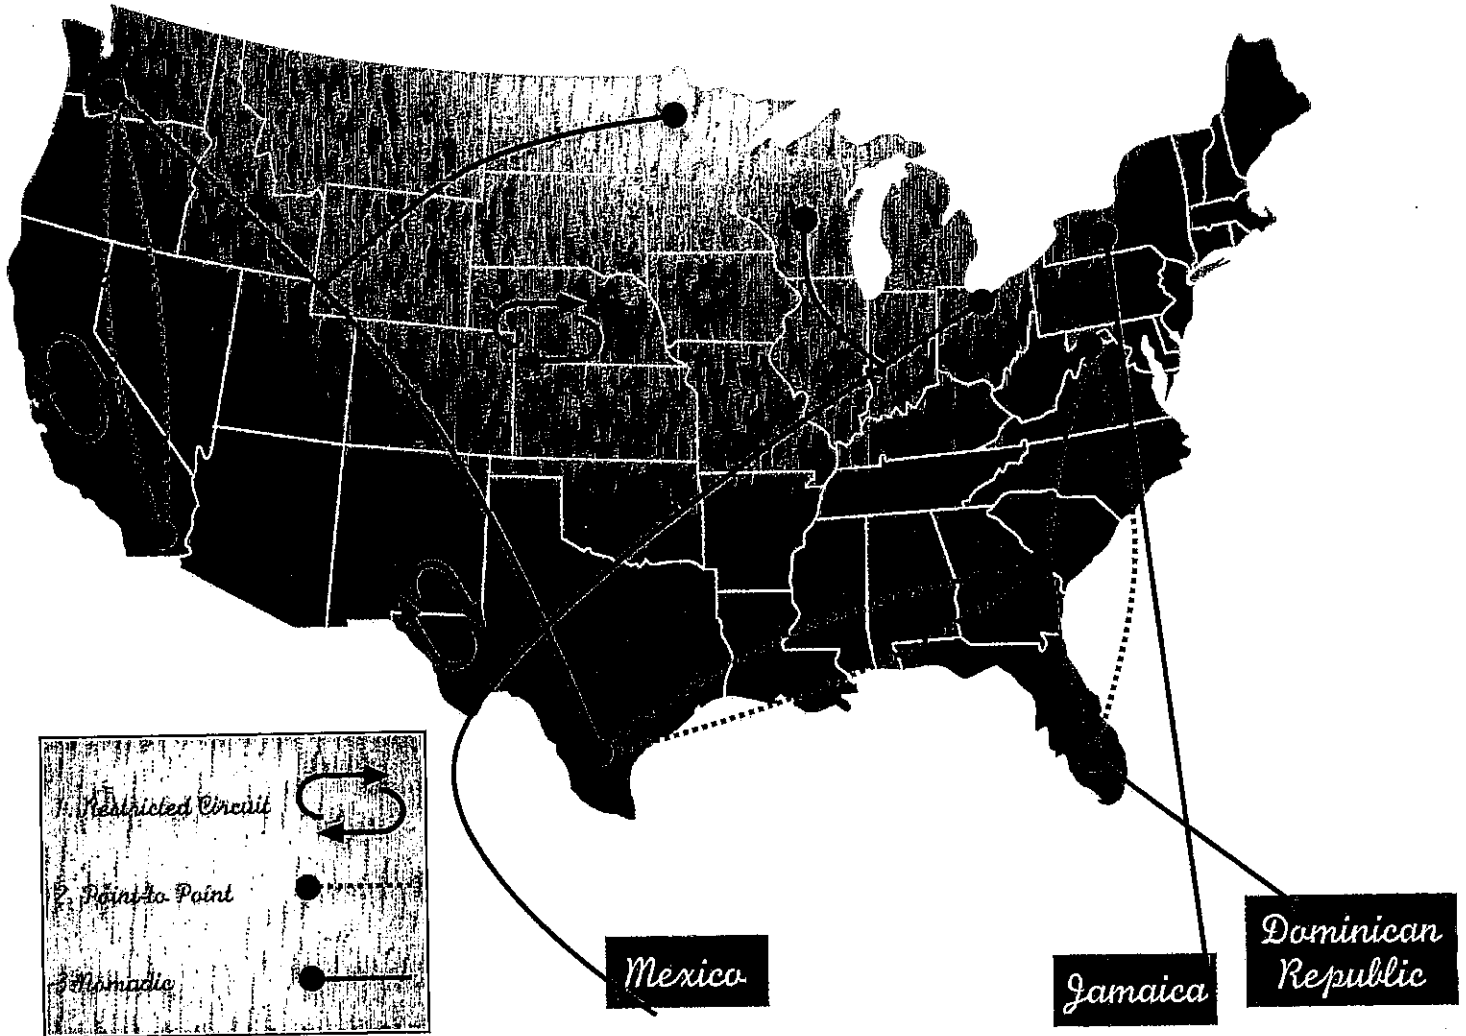 1. Restricted Circuit
2. Point-to Point
3. Nomadic
Mexico
Jamaica
Dominican
Republic